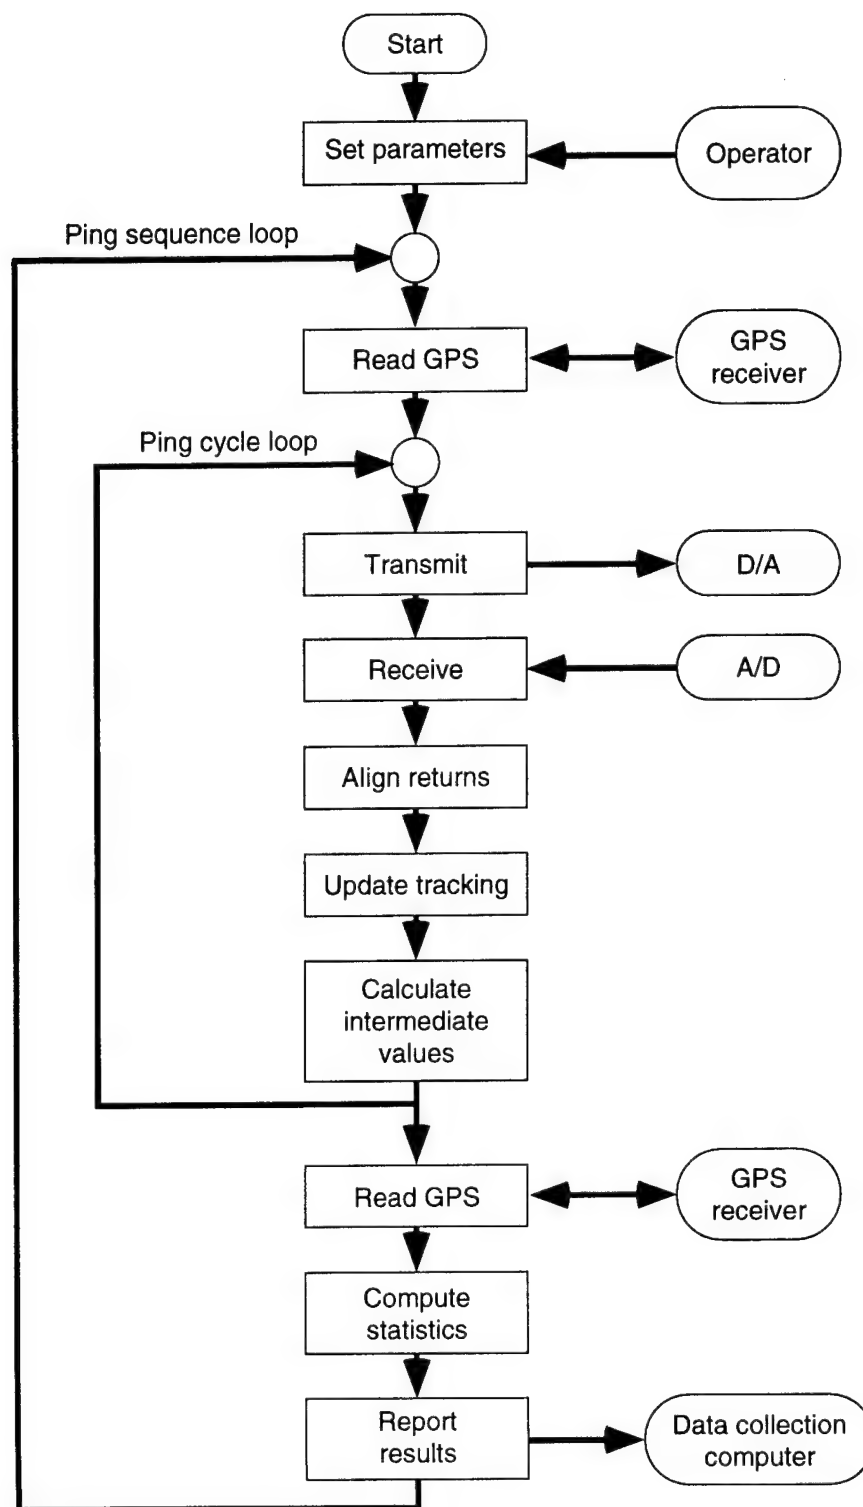 Start
Set parameters
Operator
Ping sequence loop
Read GPS
GPS
receiver
Ping cycle loop
Transmit
D/A
Receive
A/D
Align returns
Update tracking
Calculate
intermediate
values
Read GPS
GPS
receiver
Compute
statistics
Report
results
Data collection
computer